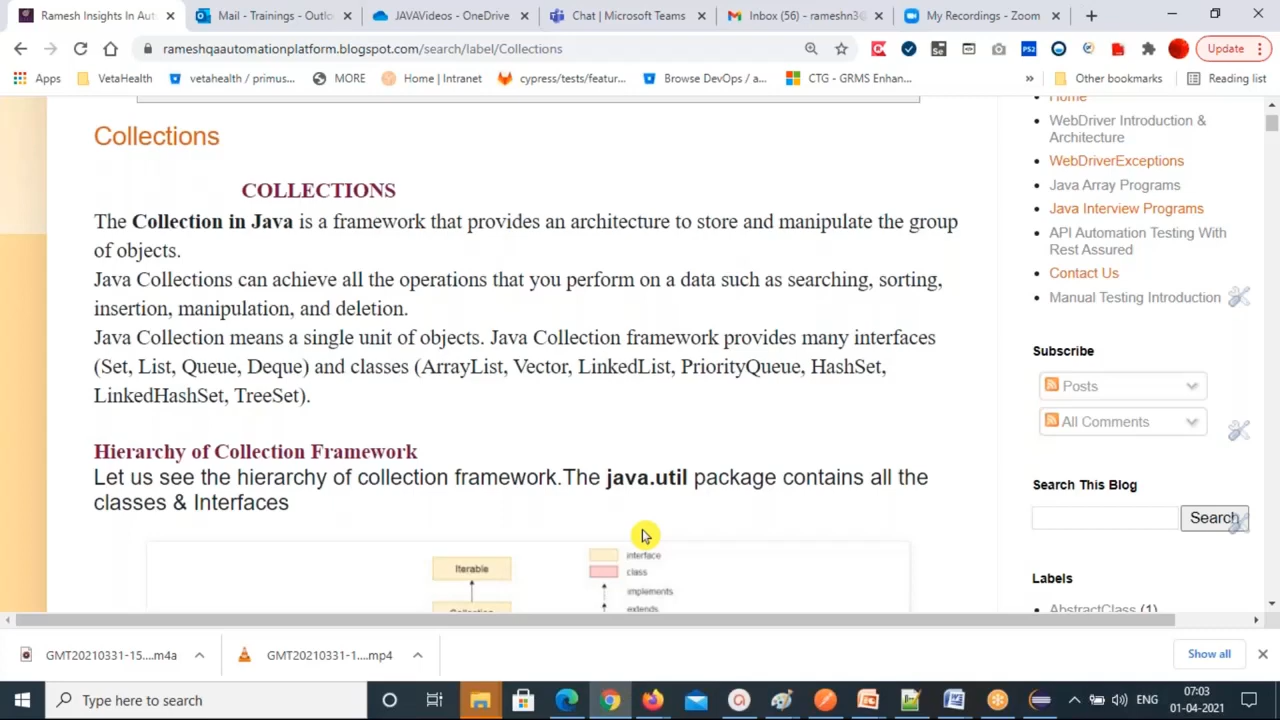 Ramesh Insights In Aut
Mail - Trainings - Outlo
JAVAVideos - OneDrive
Chat | Microsoft Teams
Inbox (56) - rameshn3@
My Recordings - Zoom
rameshqaautomationplatform.blogspot.com/search/label/Collections
Update
Apps
VetaHealth
vetahealth / primus...
MORE
Home | Intranet
cypress/tests/featur...
Browse DevOps / a...
CTG - GRMS Enhan...
»
Other bookmarks
Reading list
Collections
COLLECTIONS
The Collection in Java is a framework that provides an architecture to store and manipulate the group
of objects.
Java Collections can achieve all the operations that you perform on a data such as searching, sorting,
insertion, manipulation, and deletion.
Java Collection means a single unit of objects. Java Collection framework provides many interfaces
(Set, List, Queue, Deque) and classes (ArrayList, Vector, LinkedList, PriorityQueue, HashSet,
LinkedHashSet, TreeSet).
Hierarchy of Collection Framework
Let us see the hierarchy of collection framework.The java.util package contains all the
classes & Interfaces
Iterable
Collection
interface
class
implements
extends
Home
WebDriver Introduction &
Architecture
WebDriverExceptions
Java Array Programs
Java Interview Programs
API Automation Testing With
Rest Assured
Contact Us
Manual Testing Introduction
Subscribe
Posts
All Comments
Search This Blog
Search
Labels
AbstractClass (1)
GMT20210331-15....m4a
GMT20210331-1....mp4
Show all
Type here to search
ENG
07:03
01-04-2021